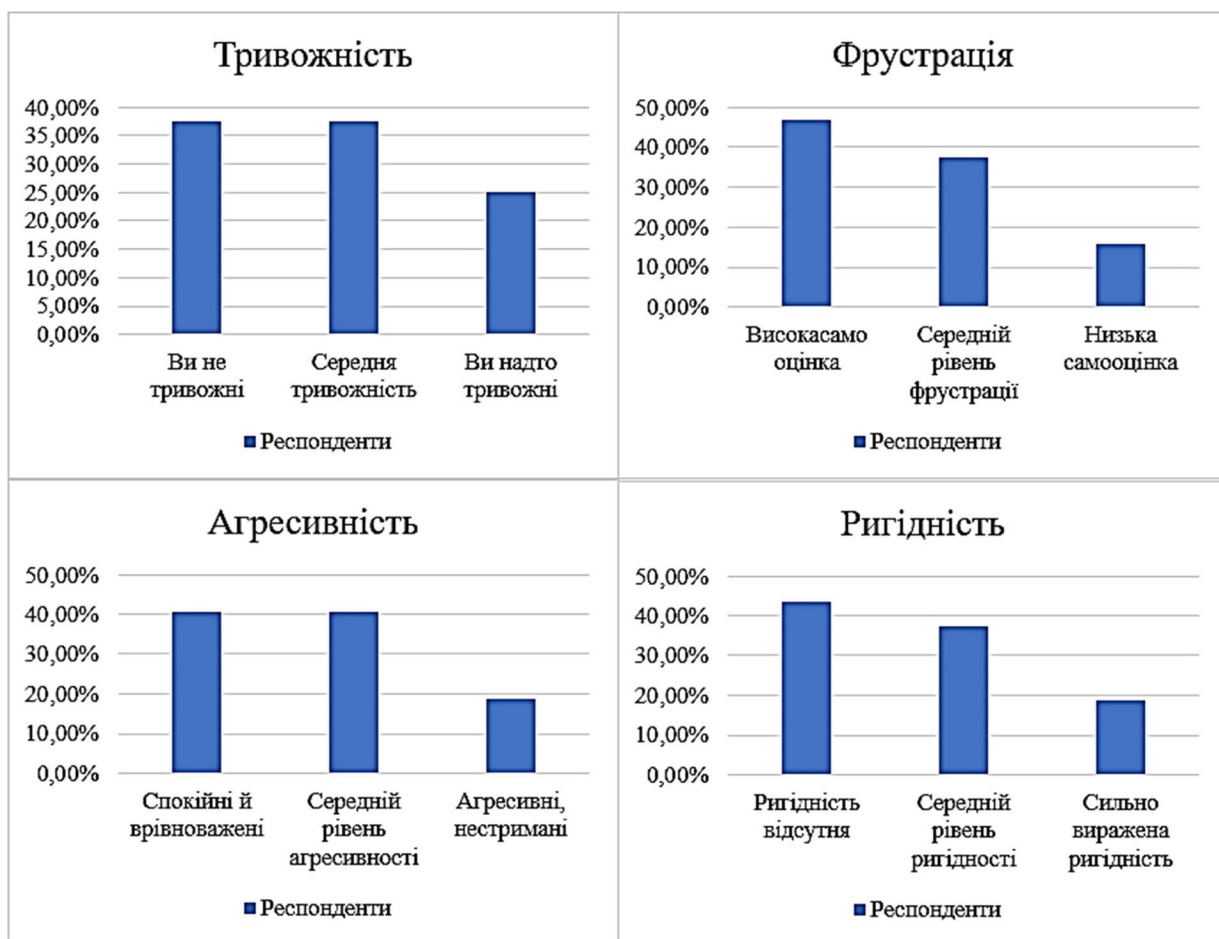 Тривожність
40,00%
35,00%
30,00%
25,00%
20,00%
15,00%
10,00%
5,00%
0,00%
Ви не
тривожні
Середня
тривожність
Ви надто
тривожні
Респонденти
Фрустрація
50,00%
40,00%
30,00%
20,00%
10,00%
0,00%
Високасамо
оцінка
Середній
рівень
фрустрації
Низька
самооцінка
Респонденти
Агресивність
50,00%
40,00%
30,00%
20,00%
10,00%
0,00%
Спокійні й
врівноважені
Середній
рівень
агресивності
Агресивні,
нестримані
Респонденти
Ригідність
50,00%
40,00%
30,00%
20,00%
10,00%
0,00%
Ригідність
відсутня
Середній
рівень
ригідності
Сильно
виражена
ригідність
Респонденти